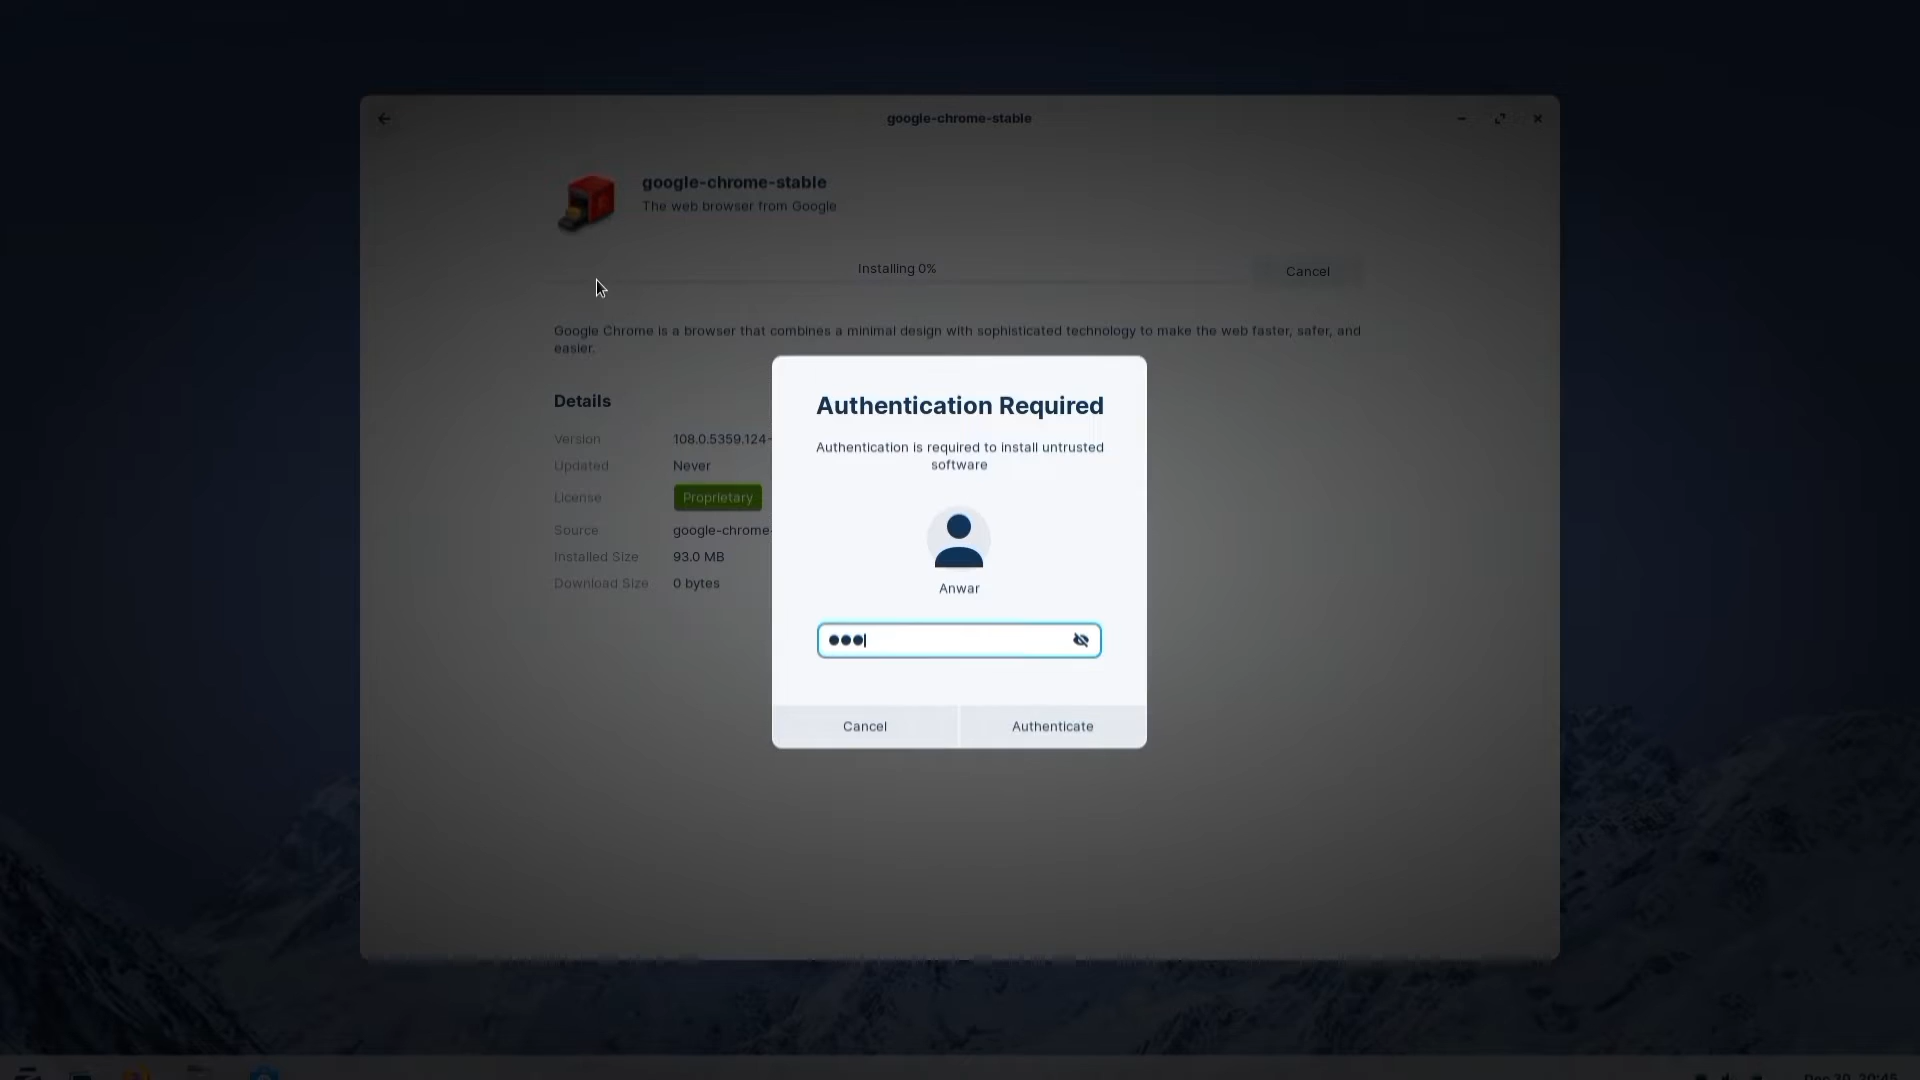 google-chrome-stable
google-chrome-stable
The web browser from Google
Installing 0%
Cancel
Google Chrome is a browser that combines a minimal design with sophisticated technology to make the web faster, safer, and
easier.
Details
Version 108.0.5359.124-
Updated Never
License Proprietary
Source google-chrome-
Installed Size 93.0 MB
Download Size 0 bytes
Authentication Required
Authentication is required to install untrusted
software
Anwar
Cancel
Authenticate